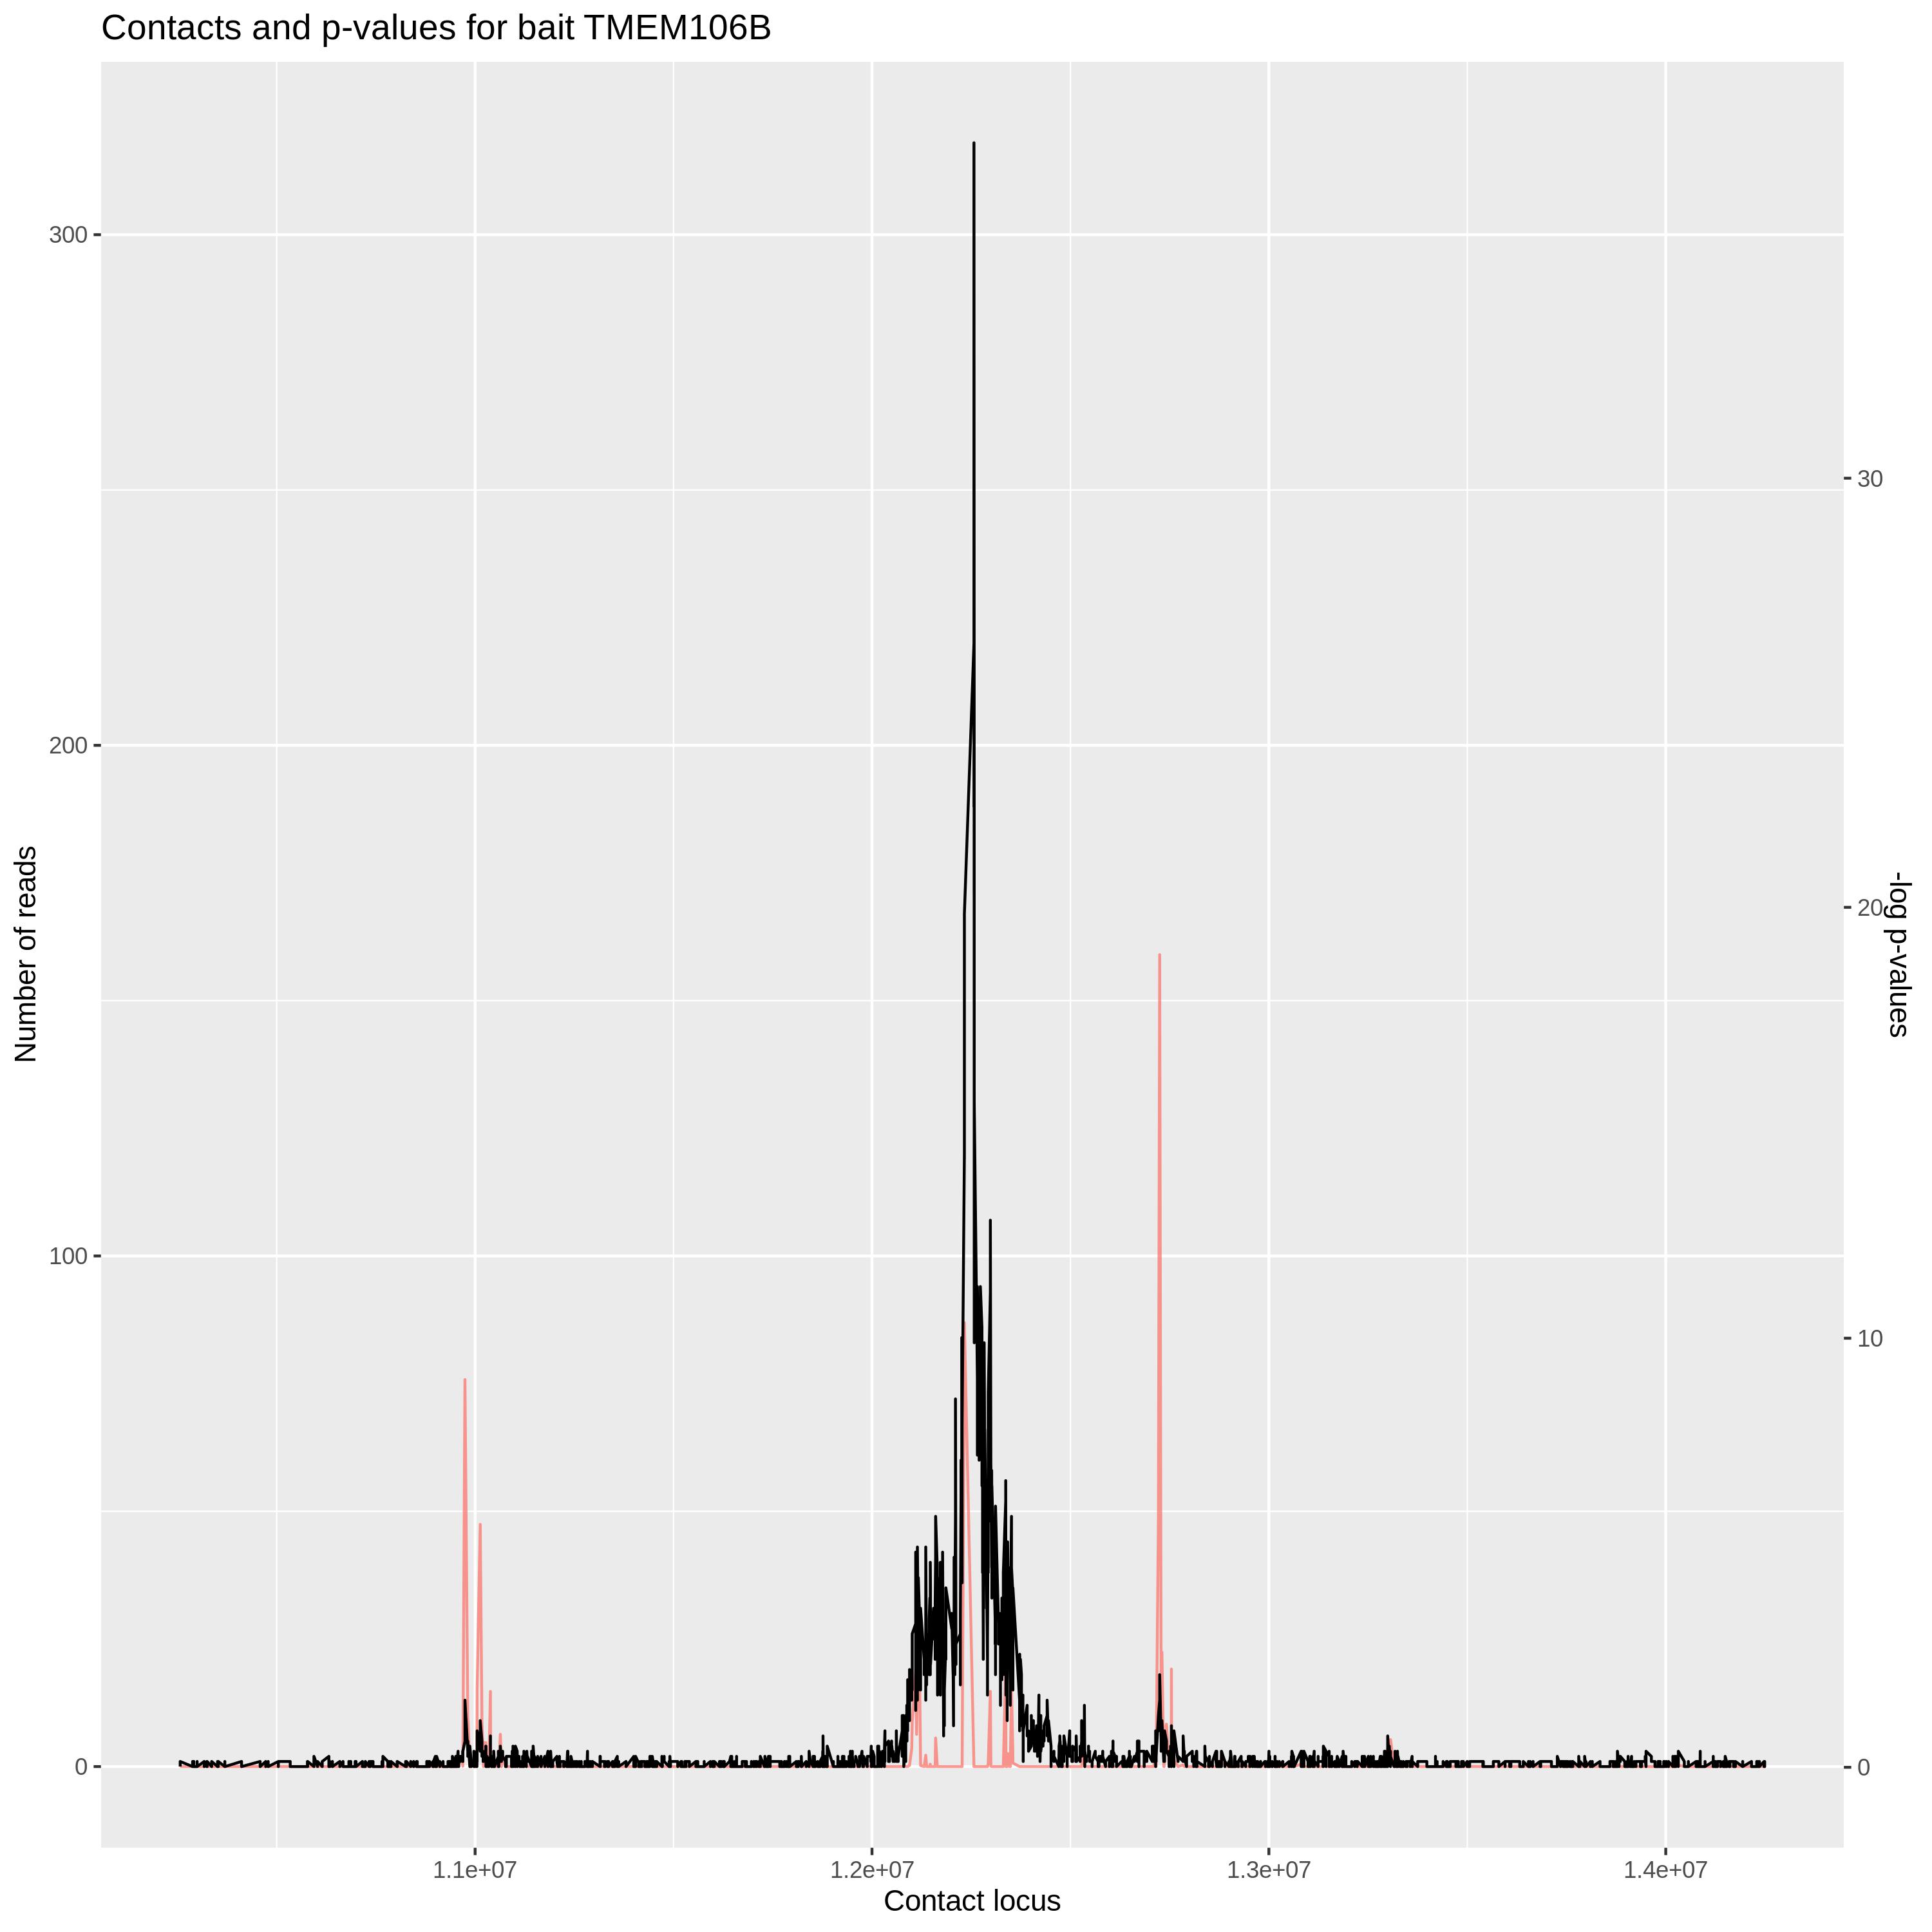 Contacts and p-values for bait TMEM106B
Number of reads
300
200
100
0
30
20
10
0
-log p-values
1.1e+07
1.2e+07
1.3e+07
1.4e+07
Contact locus